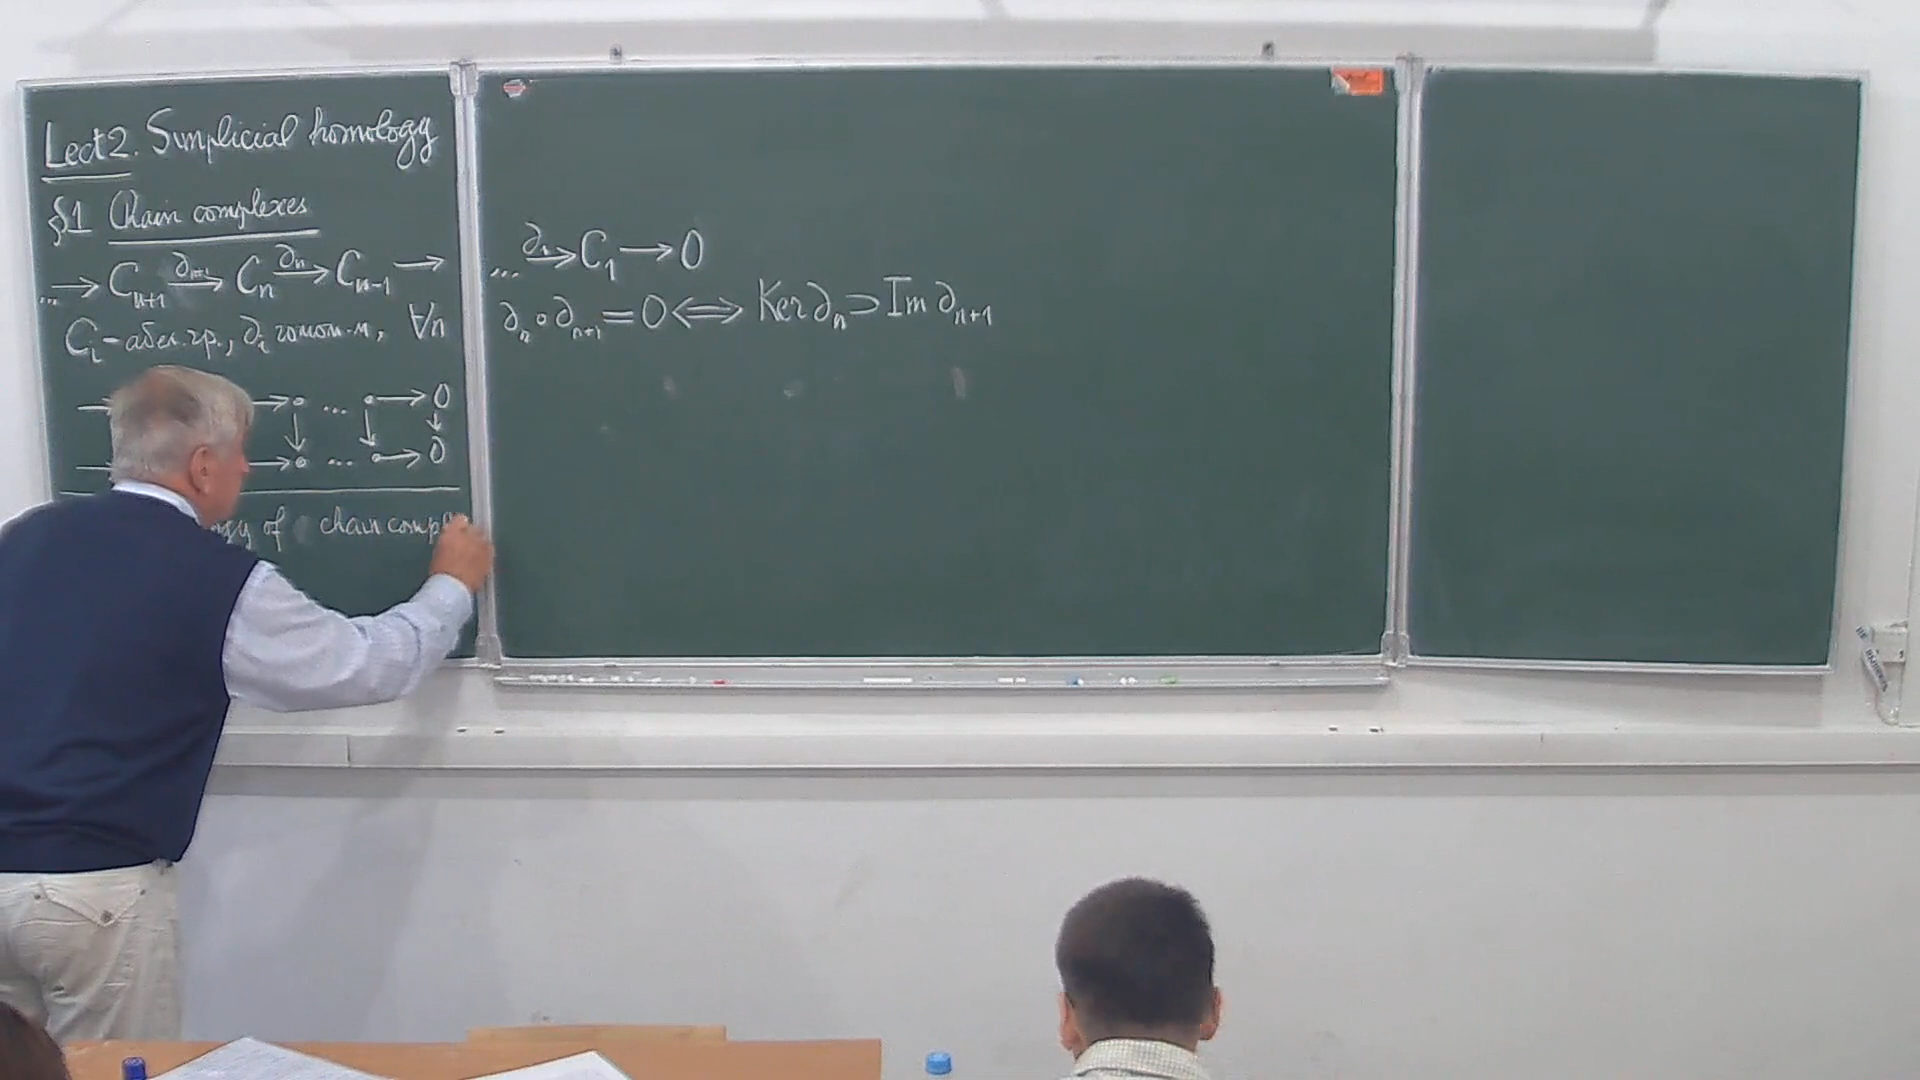 Lect 2. Simplicial homology
§1 Chain complexes
... → C_{n+1} →^{∂_{n+1}} C_n →^{∂_n} C_{n-1} →
C_i - абел. гр., ∂_i гомом-м, ∀n
→ • ... • → 0
↓ ↓ ↓
→ • ... • → 0
of chain comp
... →^{∂_1} C_1 → 0
∂_n ∘ ∂_{n+1} = 0 ⟺ Ker ∂_n ⊃ Im ∂_{n+1}